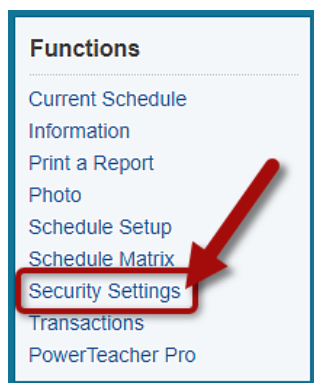 Functions
Current Schedule
Information
Print a Report
Photo
Schedule Setup
Schedule Matrix
Security Settings
Transactions
PowerTeacher Pro